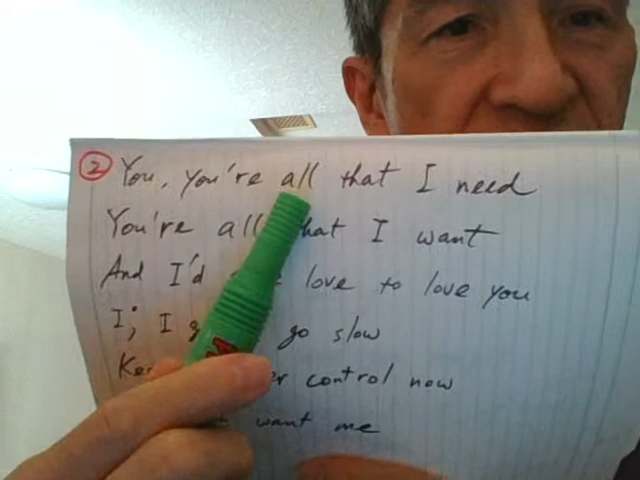 ② You, you're all that I need
You're all that I want
And I'd love to love you
I; I go slow
control now
want me